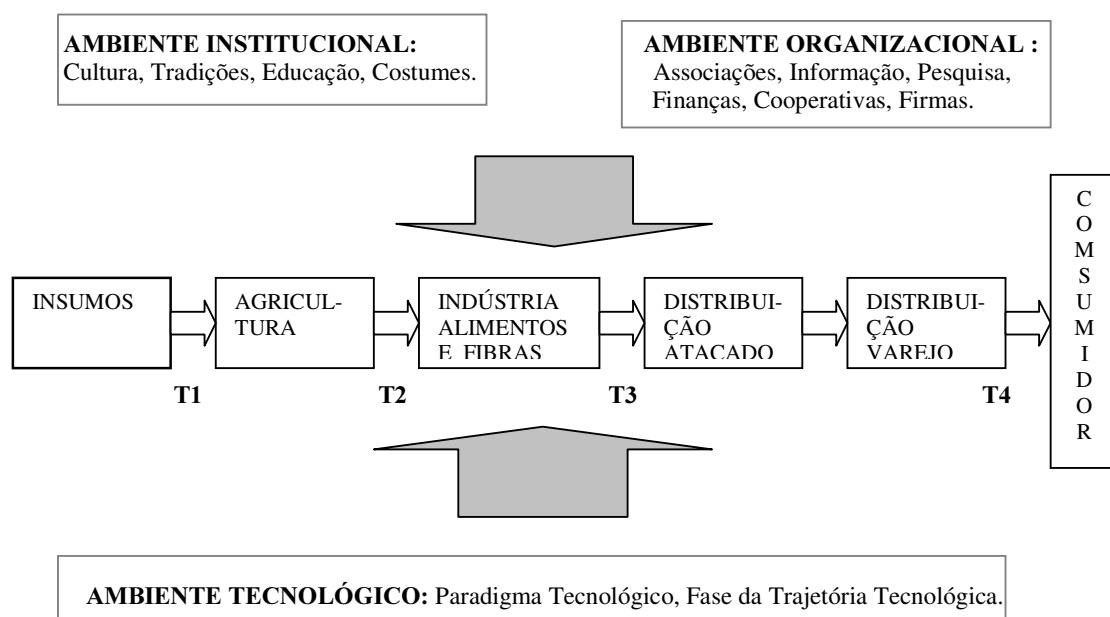 AMBIENTE INSTITUCIONAL:
Cultura, Tradições, Educação, Costumes.
AMBIENTE ORGANIZACIONAL :
Associações, Informação, Pesquisa,
Finanças, Cooperativas, Firmas.
INSUMOS
AGRICUL-
TURA
INDÚSTRIA
ALIMENTOS
E FIBRAS
DISTRIBUI-
ÇÃO
ATACADO
DISTRIBUI-
ÇÃO
VAREJO
C
O
M
S
U
M
I
D
O
R
T1
T2
T3
T4
AMBIENTE TECNOLÓGICO: Paradigma Tecnológico, Fase da Trajetória Tecnológica.